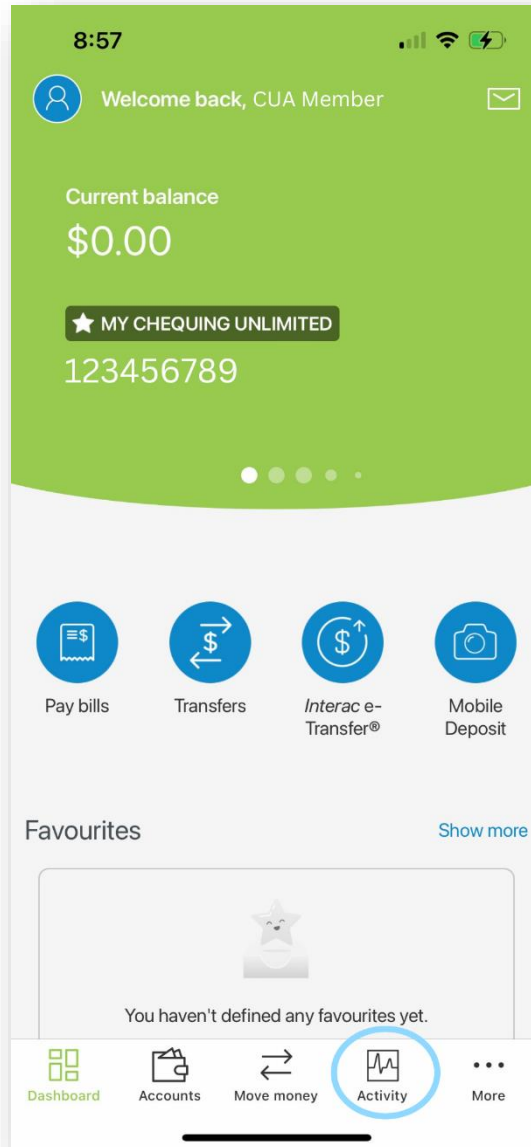 8:57
Welcome back, CUA Member
Current balance
$0.00
MY CHEQUING UNLIMITED
123456789
Pay bills
Transfers
Interac e-
Transfer®
Mobile
Deposit
Favourites
Show more
You haven't defined any favourites yet.
Dashboard
Accounts
Move money
Activity
More